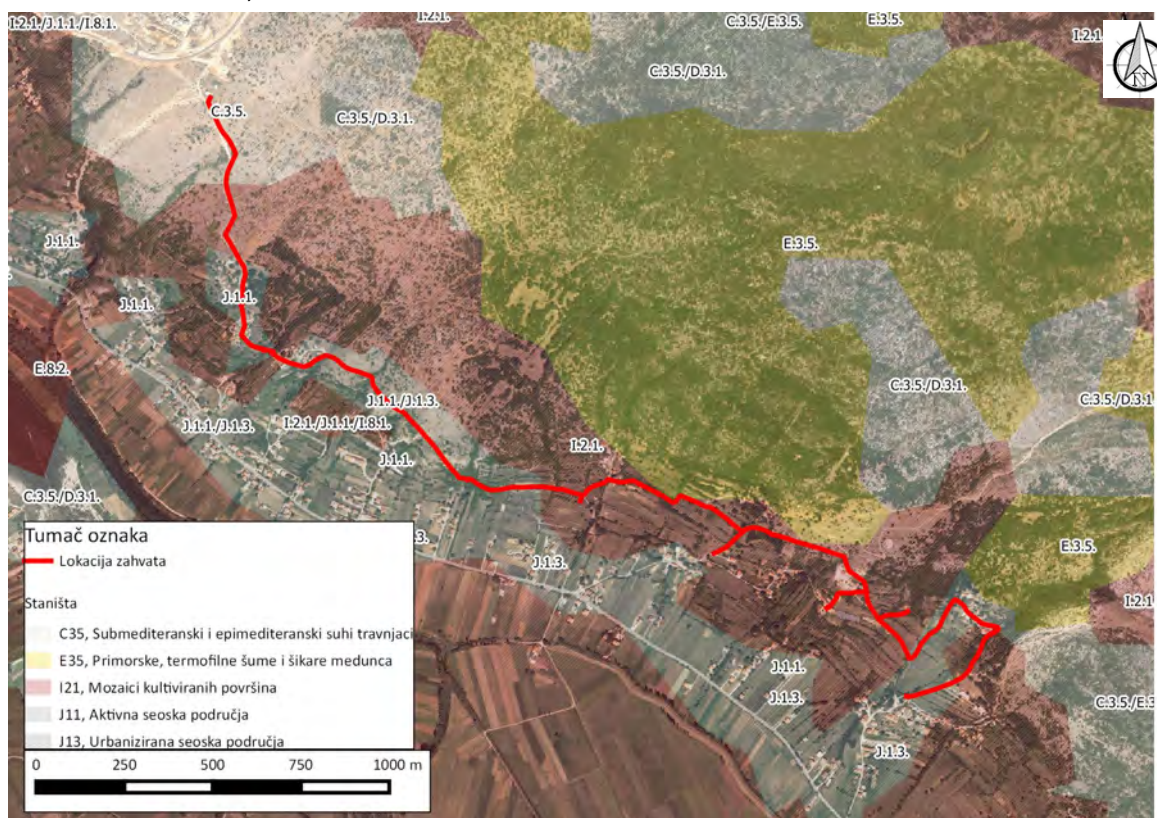 I.2.1/J.1.1./I.8.1.
I.2.1.
C.3.5./E.3.5.
E.3.5.
I.2.1.
N
C.3.5./D.3.1.
C.3.5.
C.3.5./D.3.1.
J.1.1.
E.3.5.
J.1.1.
J.1.1.
E.8.2.
C.3.5./D.3.1.
C.3.5./D.3.1
J.1.1./J.1.3.
J.1.1./J.1.3.
I.2.1/J.1.1./I.8.1.
I.2.1.
J.1.1.
C.3.5./D.3.1.
E.3.5.
J.1.3.
I.2.1
J.1.1.
J.1.3.
C.3.5./E.3
J.1.3.
Tumač oznaka
Lokacija zahvata
Staništa
C35, Submediteranski i epimediteranski suhi travnjaci
E35, Primorske, termofilne šume i šikare medunca
I21, Mozaici kultiviranih površina
J11, Aktivna seoska područja
J13, Urbanizirana seoska područja
0 250 500 750 1000 m